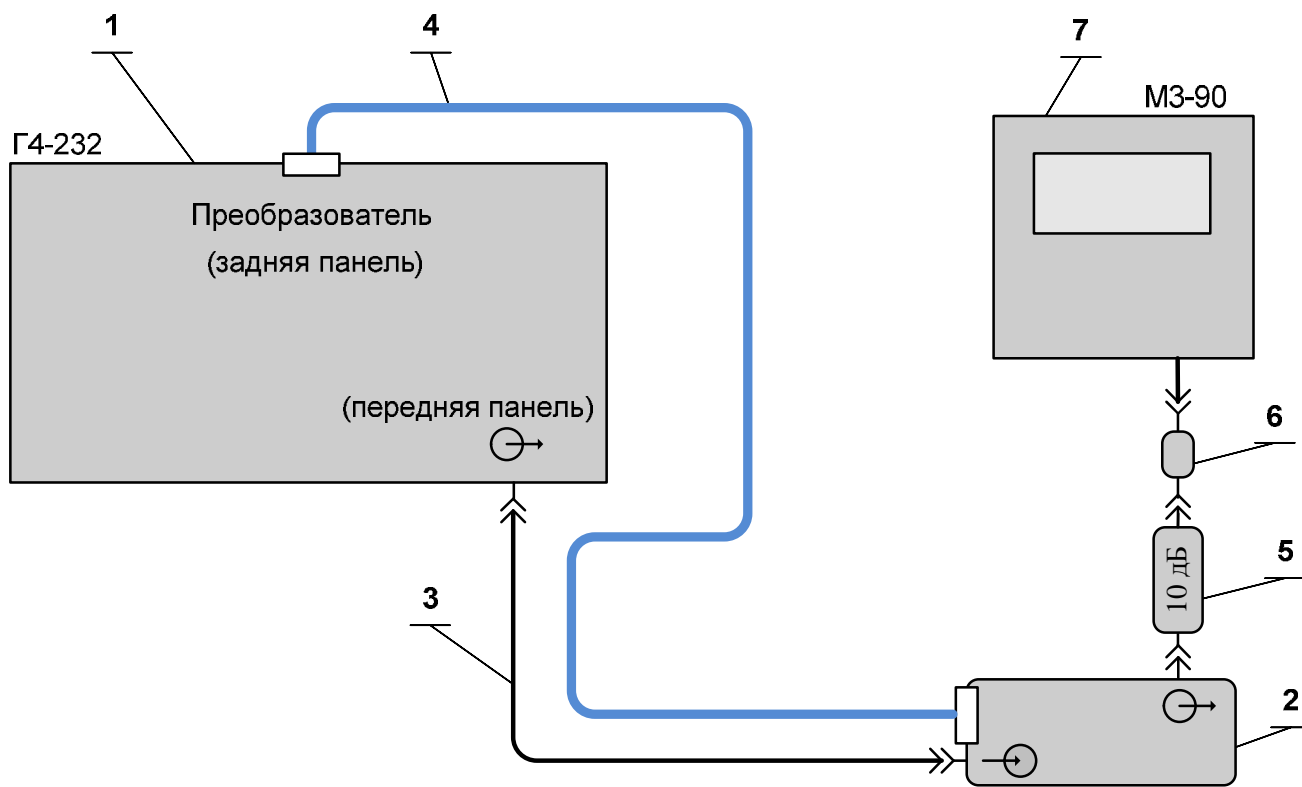 1
4
7
М3-90
Г4-232
Преобразователь
(задняя панель)
(передняя панель)
6
5
10 дБ
3
2